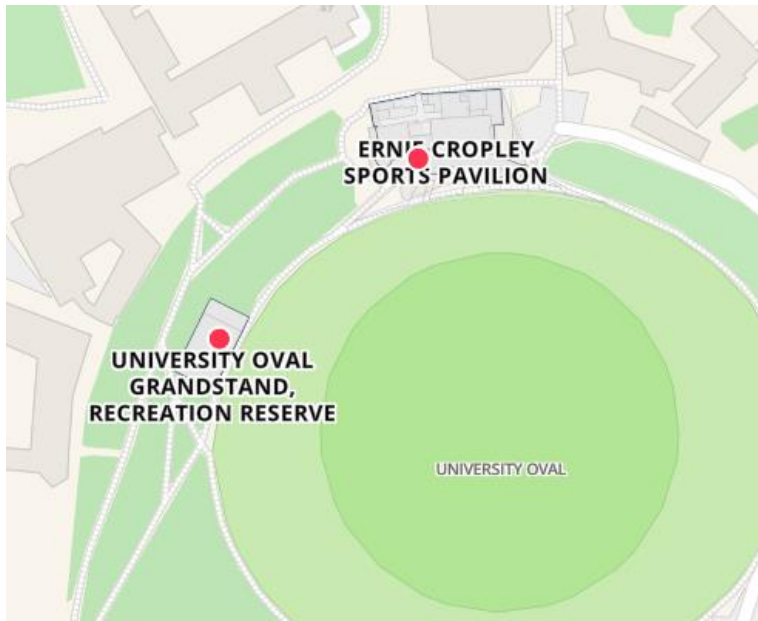 ERNIE CROPLEY
SPORTS PAVILION
UNIVERSITY OVAL
GRANDSTAND,
RECREATION RESERVE
UNIVERSITY OVAL